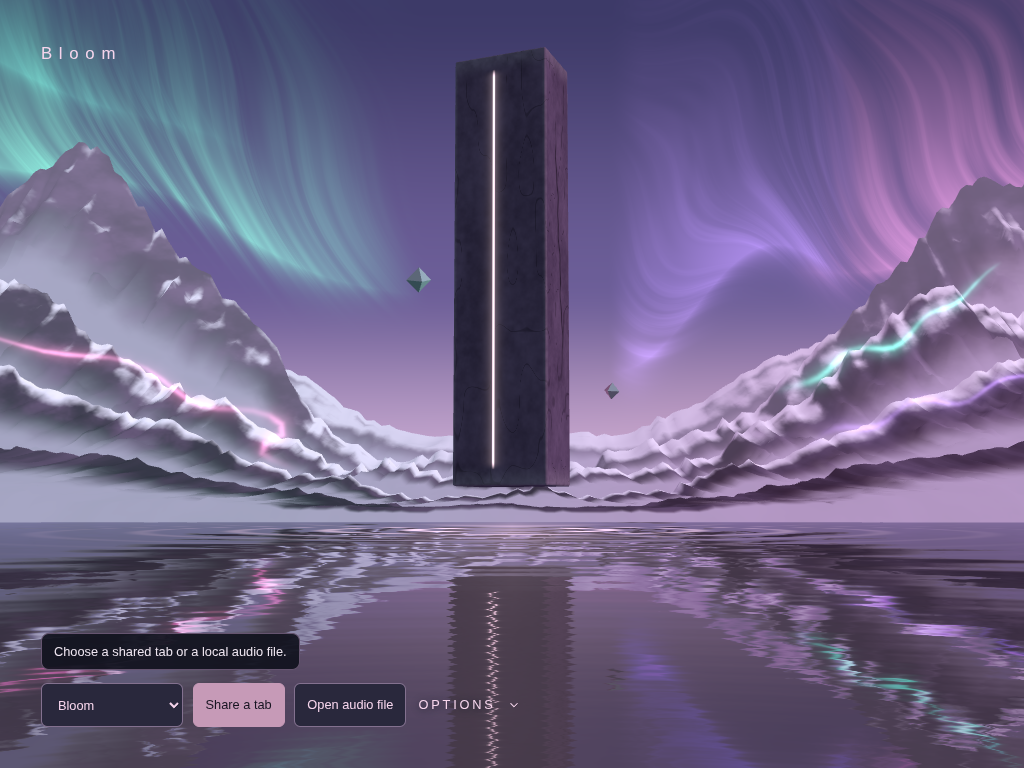 Bloom
Choose a shared tab or a local audio file.
Bloom
Share a tab
Open audio file
OPTIONS